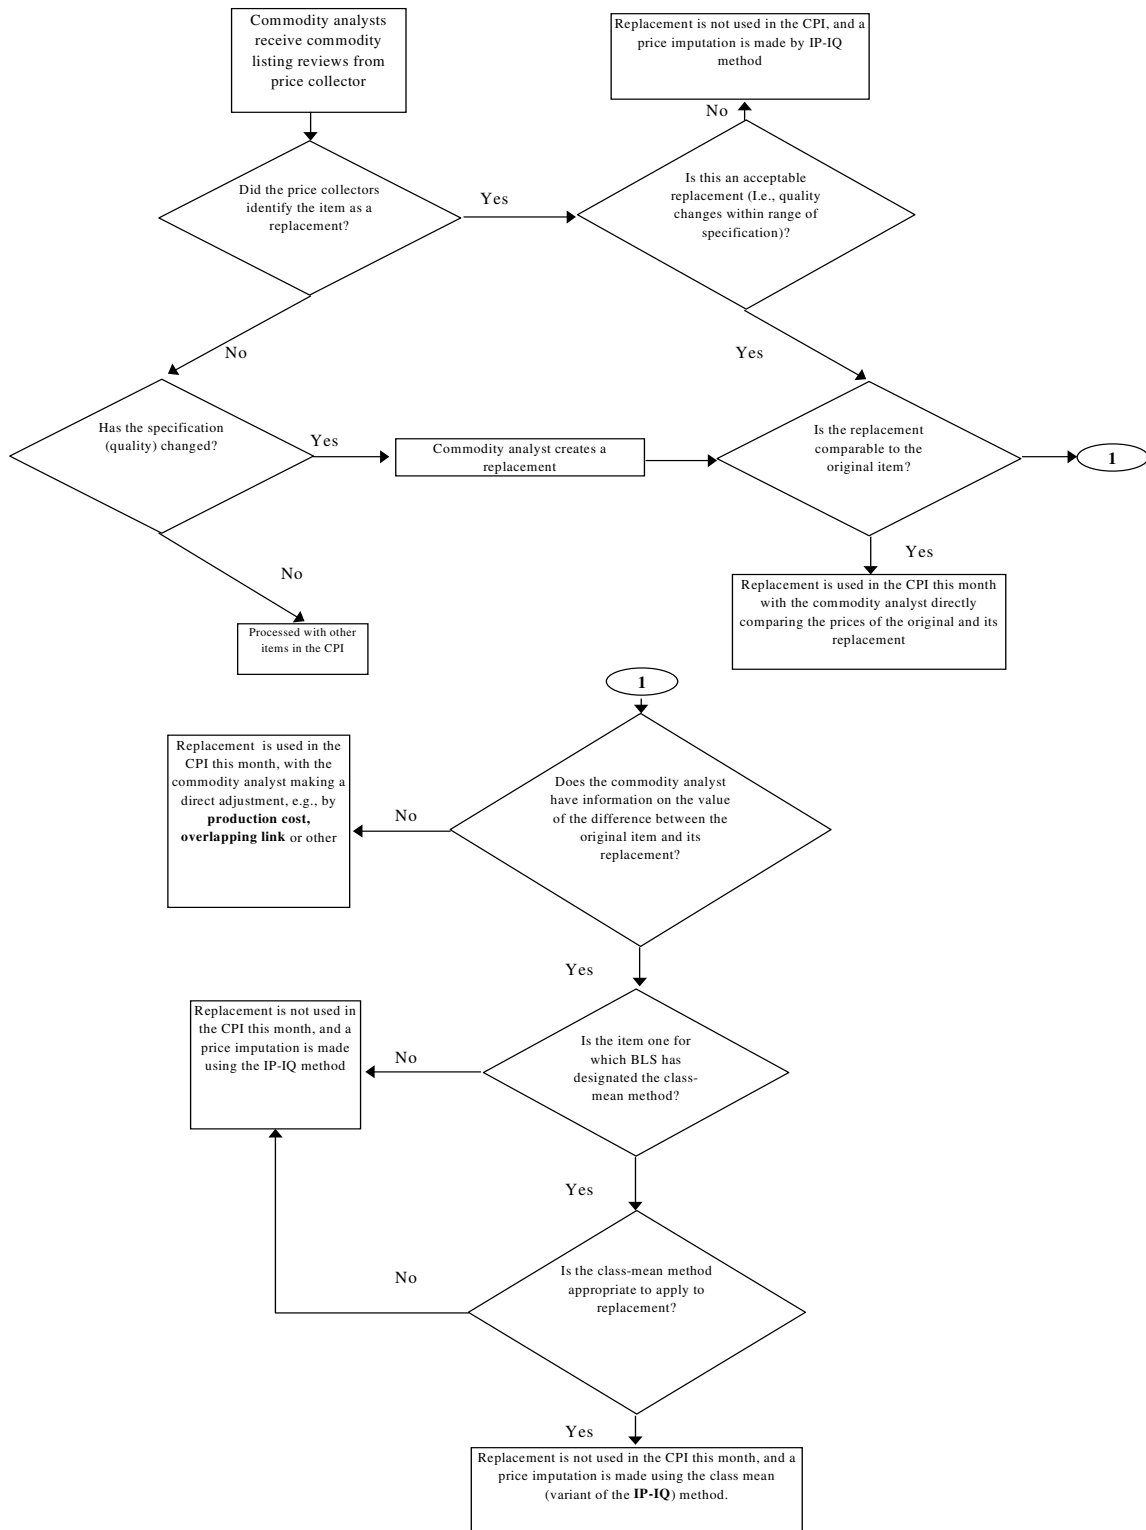 Commodity analysts
receive commodity
listing reviews from
price collector
Replacement is not used in the CPI, and a
price imputation is made by IP-IQ
method
No
Did the price collectors
identify the item as a
replacement?
Yes
Is this an acceptable
replacement (I.e., quality
changes within range of
specification)?
No
Yes
Has the specification
(quality) changed?
Yes
Commodity analyst creates a
replacement
Is the replacement
comparable to the
original item?
1
No
Yes
Processed with other
items in the CPI
Replacement is used in the CPI this month
with the commodity analyst directly
comparing the prices of the original and its
replacement
1
Replacement is used in the
CPI this month, with the
commodity analyst making a
direct adjustment, e.g., by
production cost,
overlapping link or other
No
Does the commodity analyst
have information on the value
of the difference between the
original item and its
replacement?
Yes
Replacement is not used in
the CPI this month, and a
price imputation is made
using the IP-IQ method
No
Is the item one for
which BLS has
designated the class-
mean method?
Yes
No
Is the class-mean method
appropriate to apply to
replacement?
Yes
Replacement is not used in the CPI this month, and a
price imputation is made using the class mean
(variant of the IP-IQ) method.